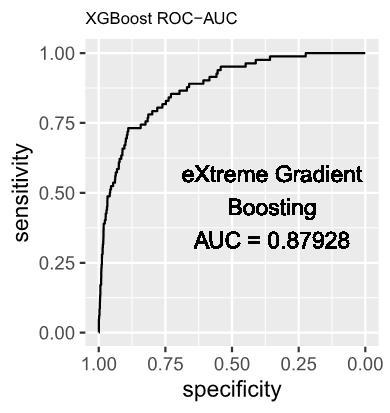 XGBoost ROC−AUC
1.00
0.75
0.50
0.25
0.00
sensitivity
eXtreme Gradient
Boosting
AUC = 0.87928
1.00 0.75 0.50 0.25 0.00
specificity